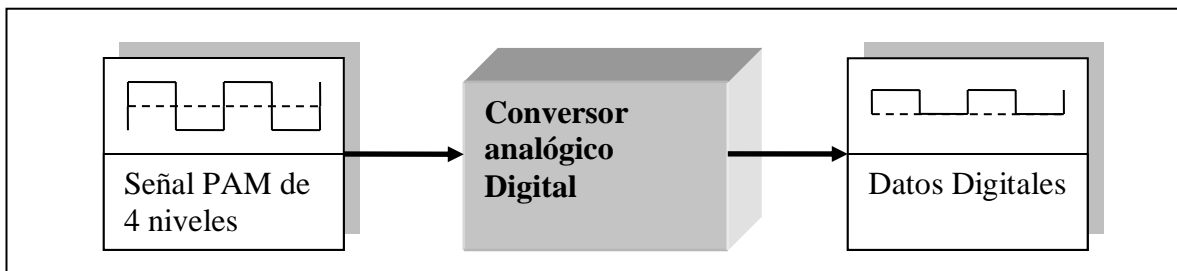 Señal PAM de
4 niveles
Conversor
analógico
Digital
Datos Digitales